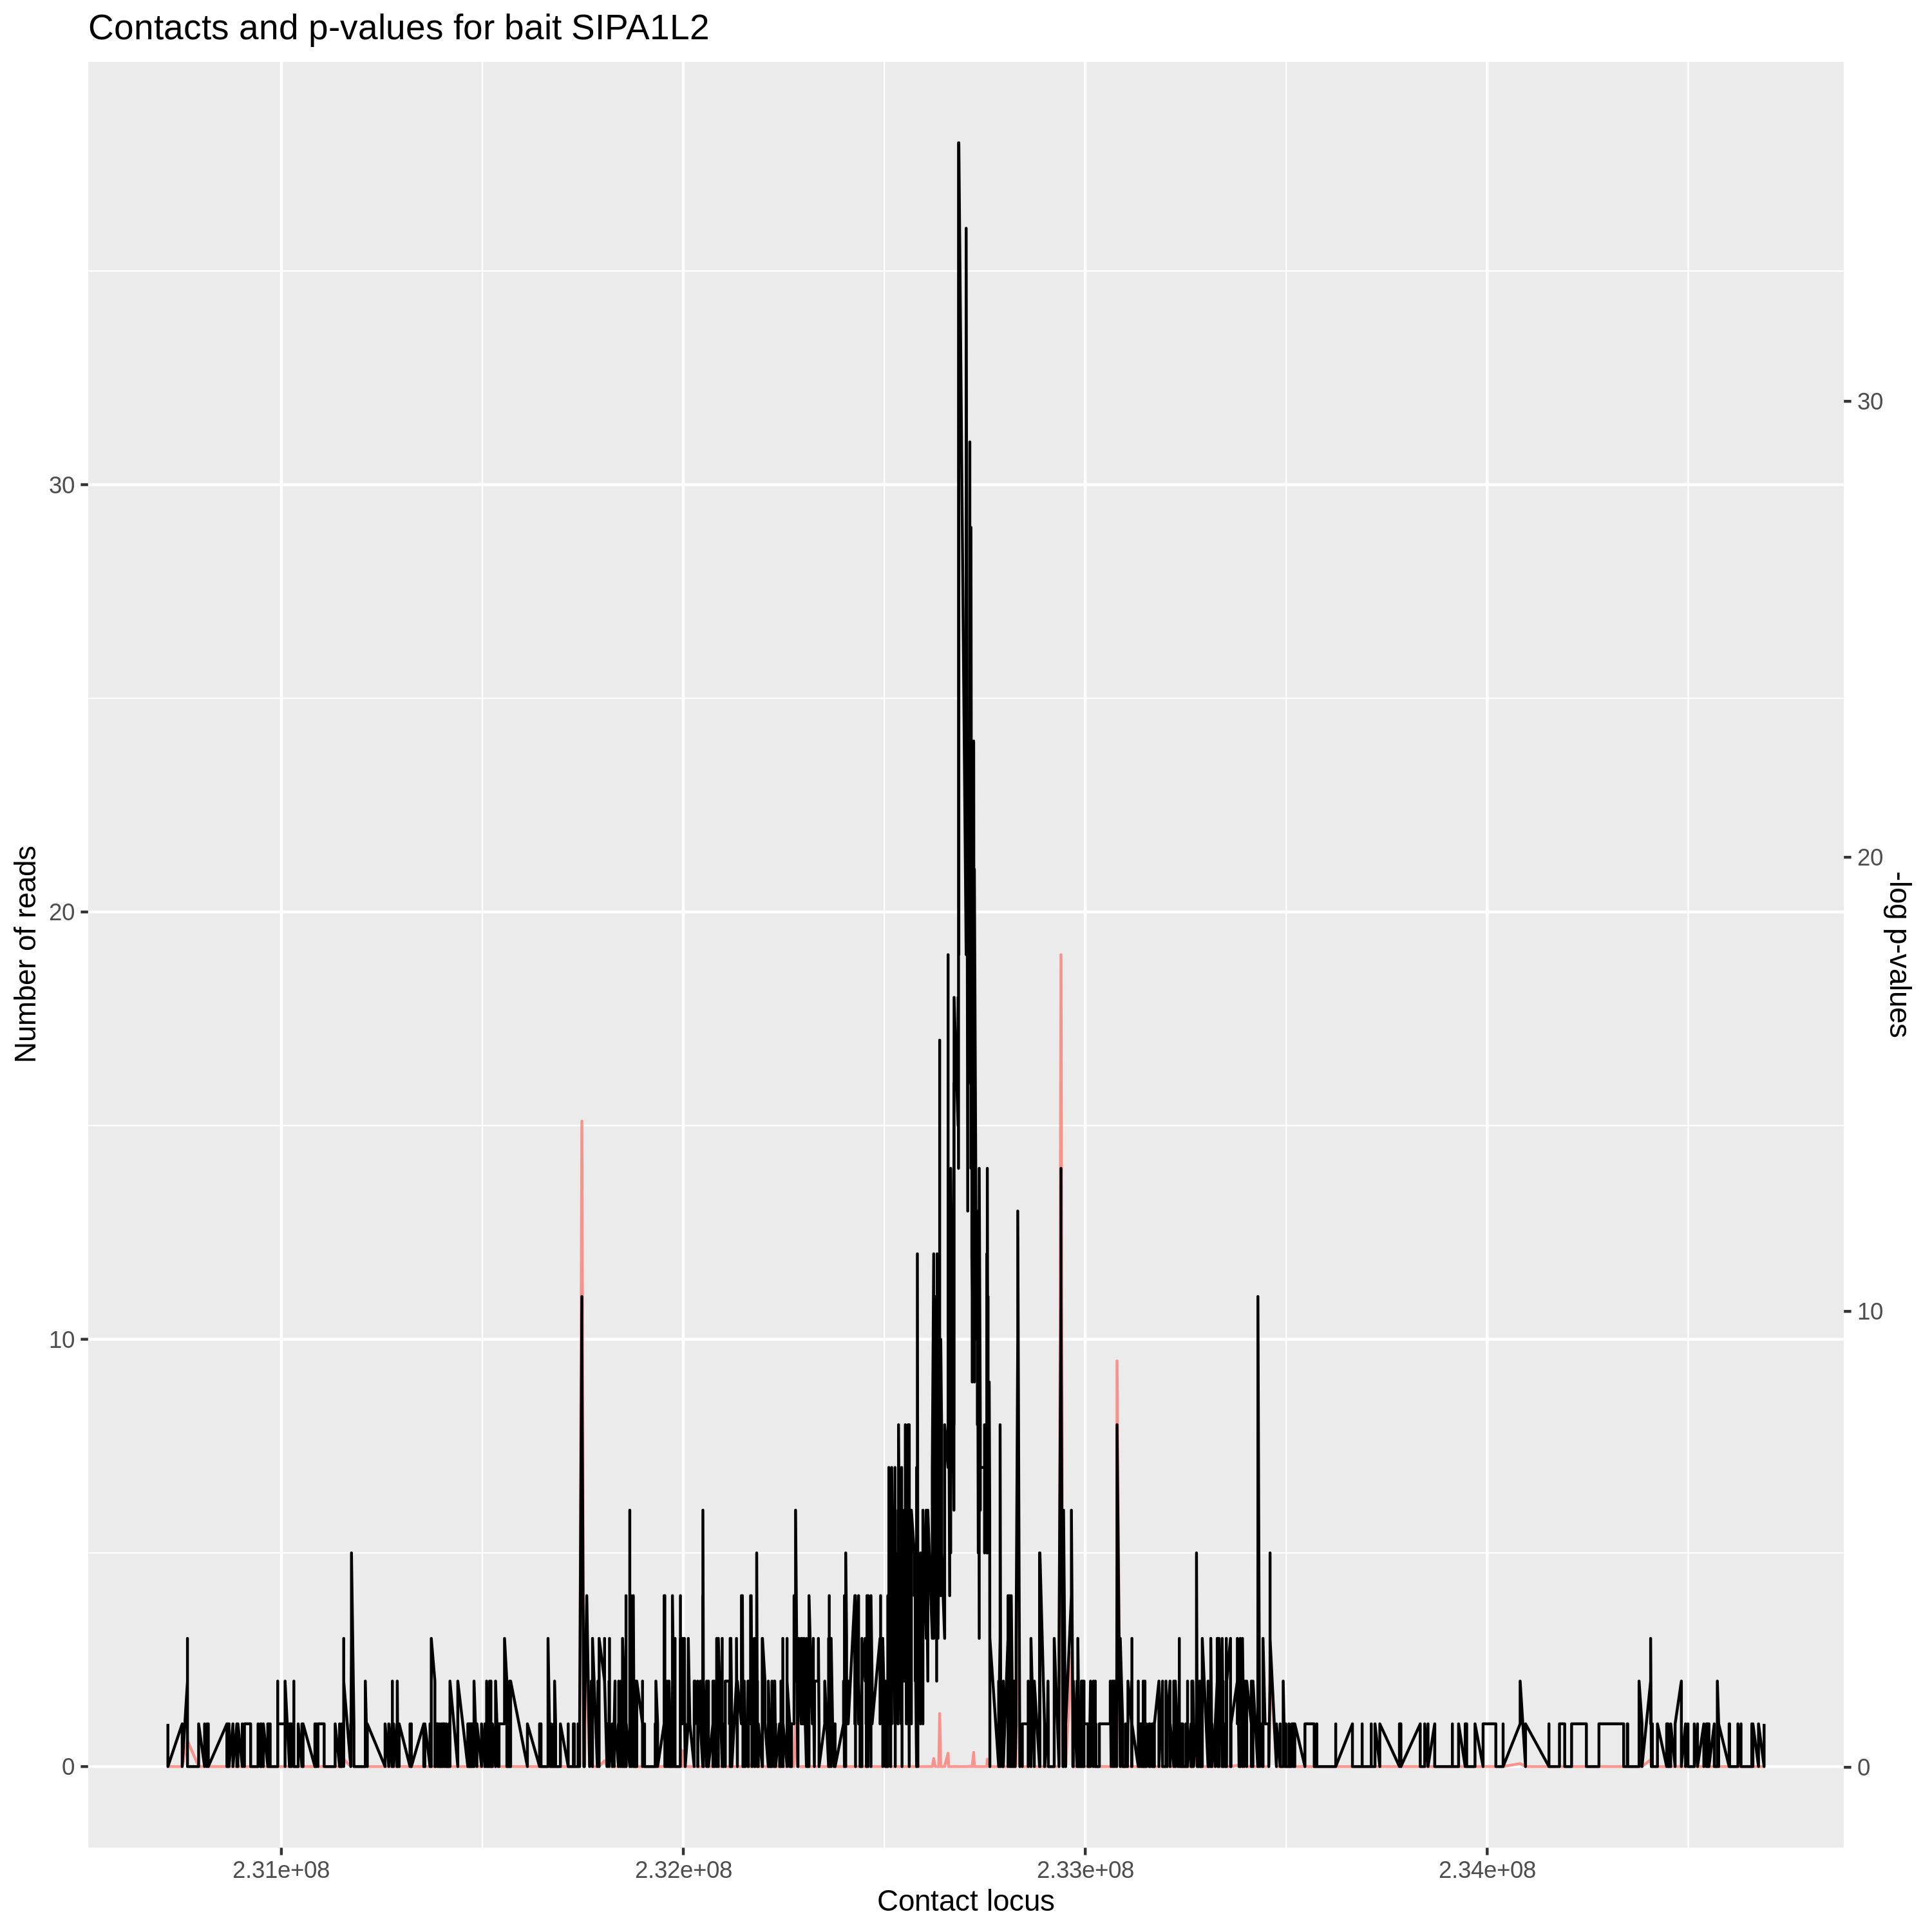 Contacts and p-values for bait SIPA1L2
Number of reads
30
20
10
0
30
20
10
0
-log p-values
2.31e+08
2.32e+08
2.33e+08
2.34e+08
Contact locus